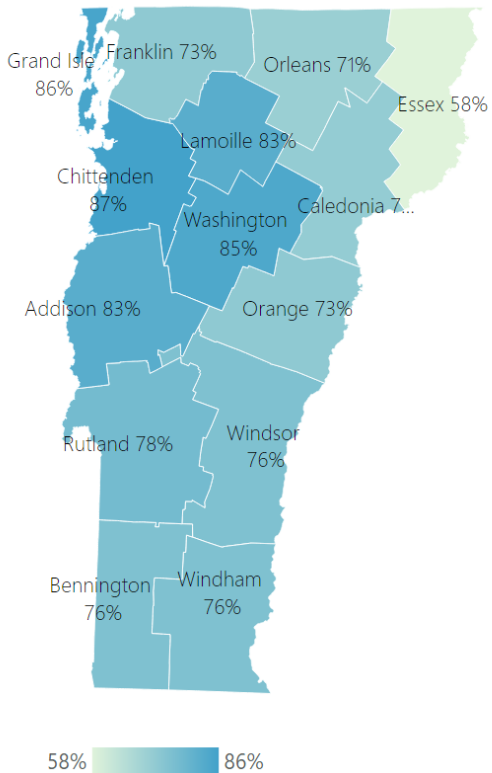 Grand Isle
86%
Franklin 73%
Orleans 71%
Essex 58%
Lamoille 83%
Chittenden
87%
Washington
85%
Caledonia 7...
Addison 83%
Orange 73%
Rutland 78%
Windsor
76%
Bennington
76%
Windham
76%
58% 86%